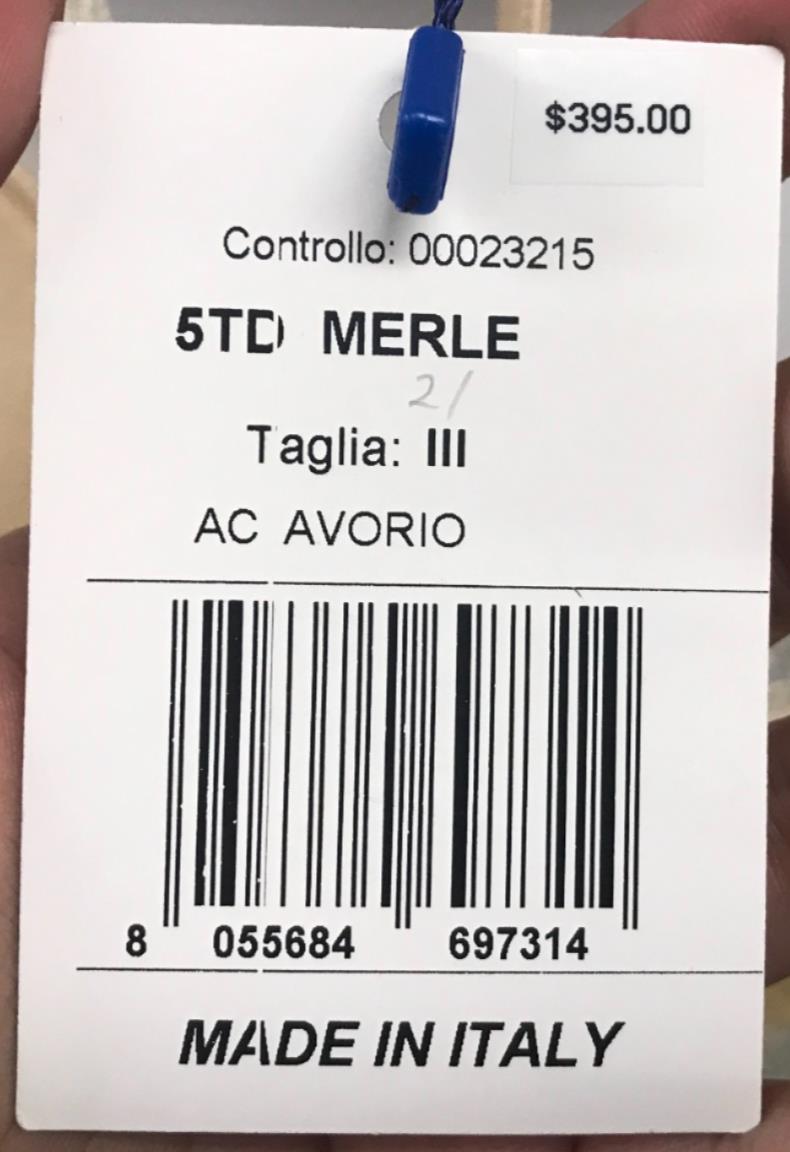 $395.00
Controllo: 00023215
5TD MERLE
21
Taglia: III
AC AVORIO
8 055684 697314
MADE IN ITALY